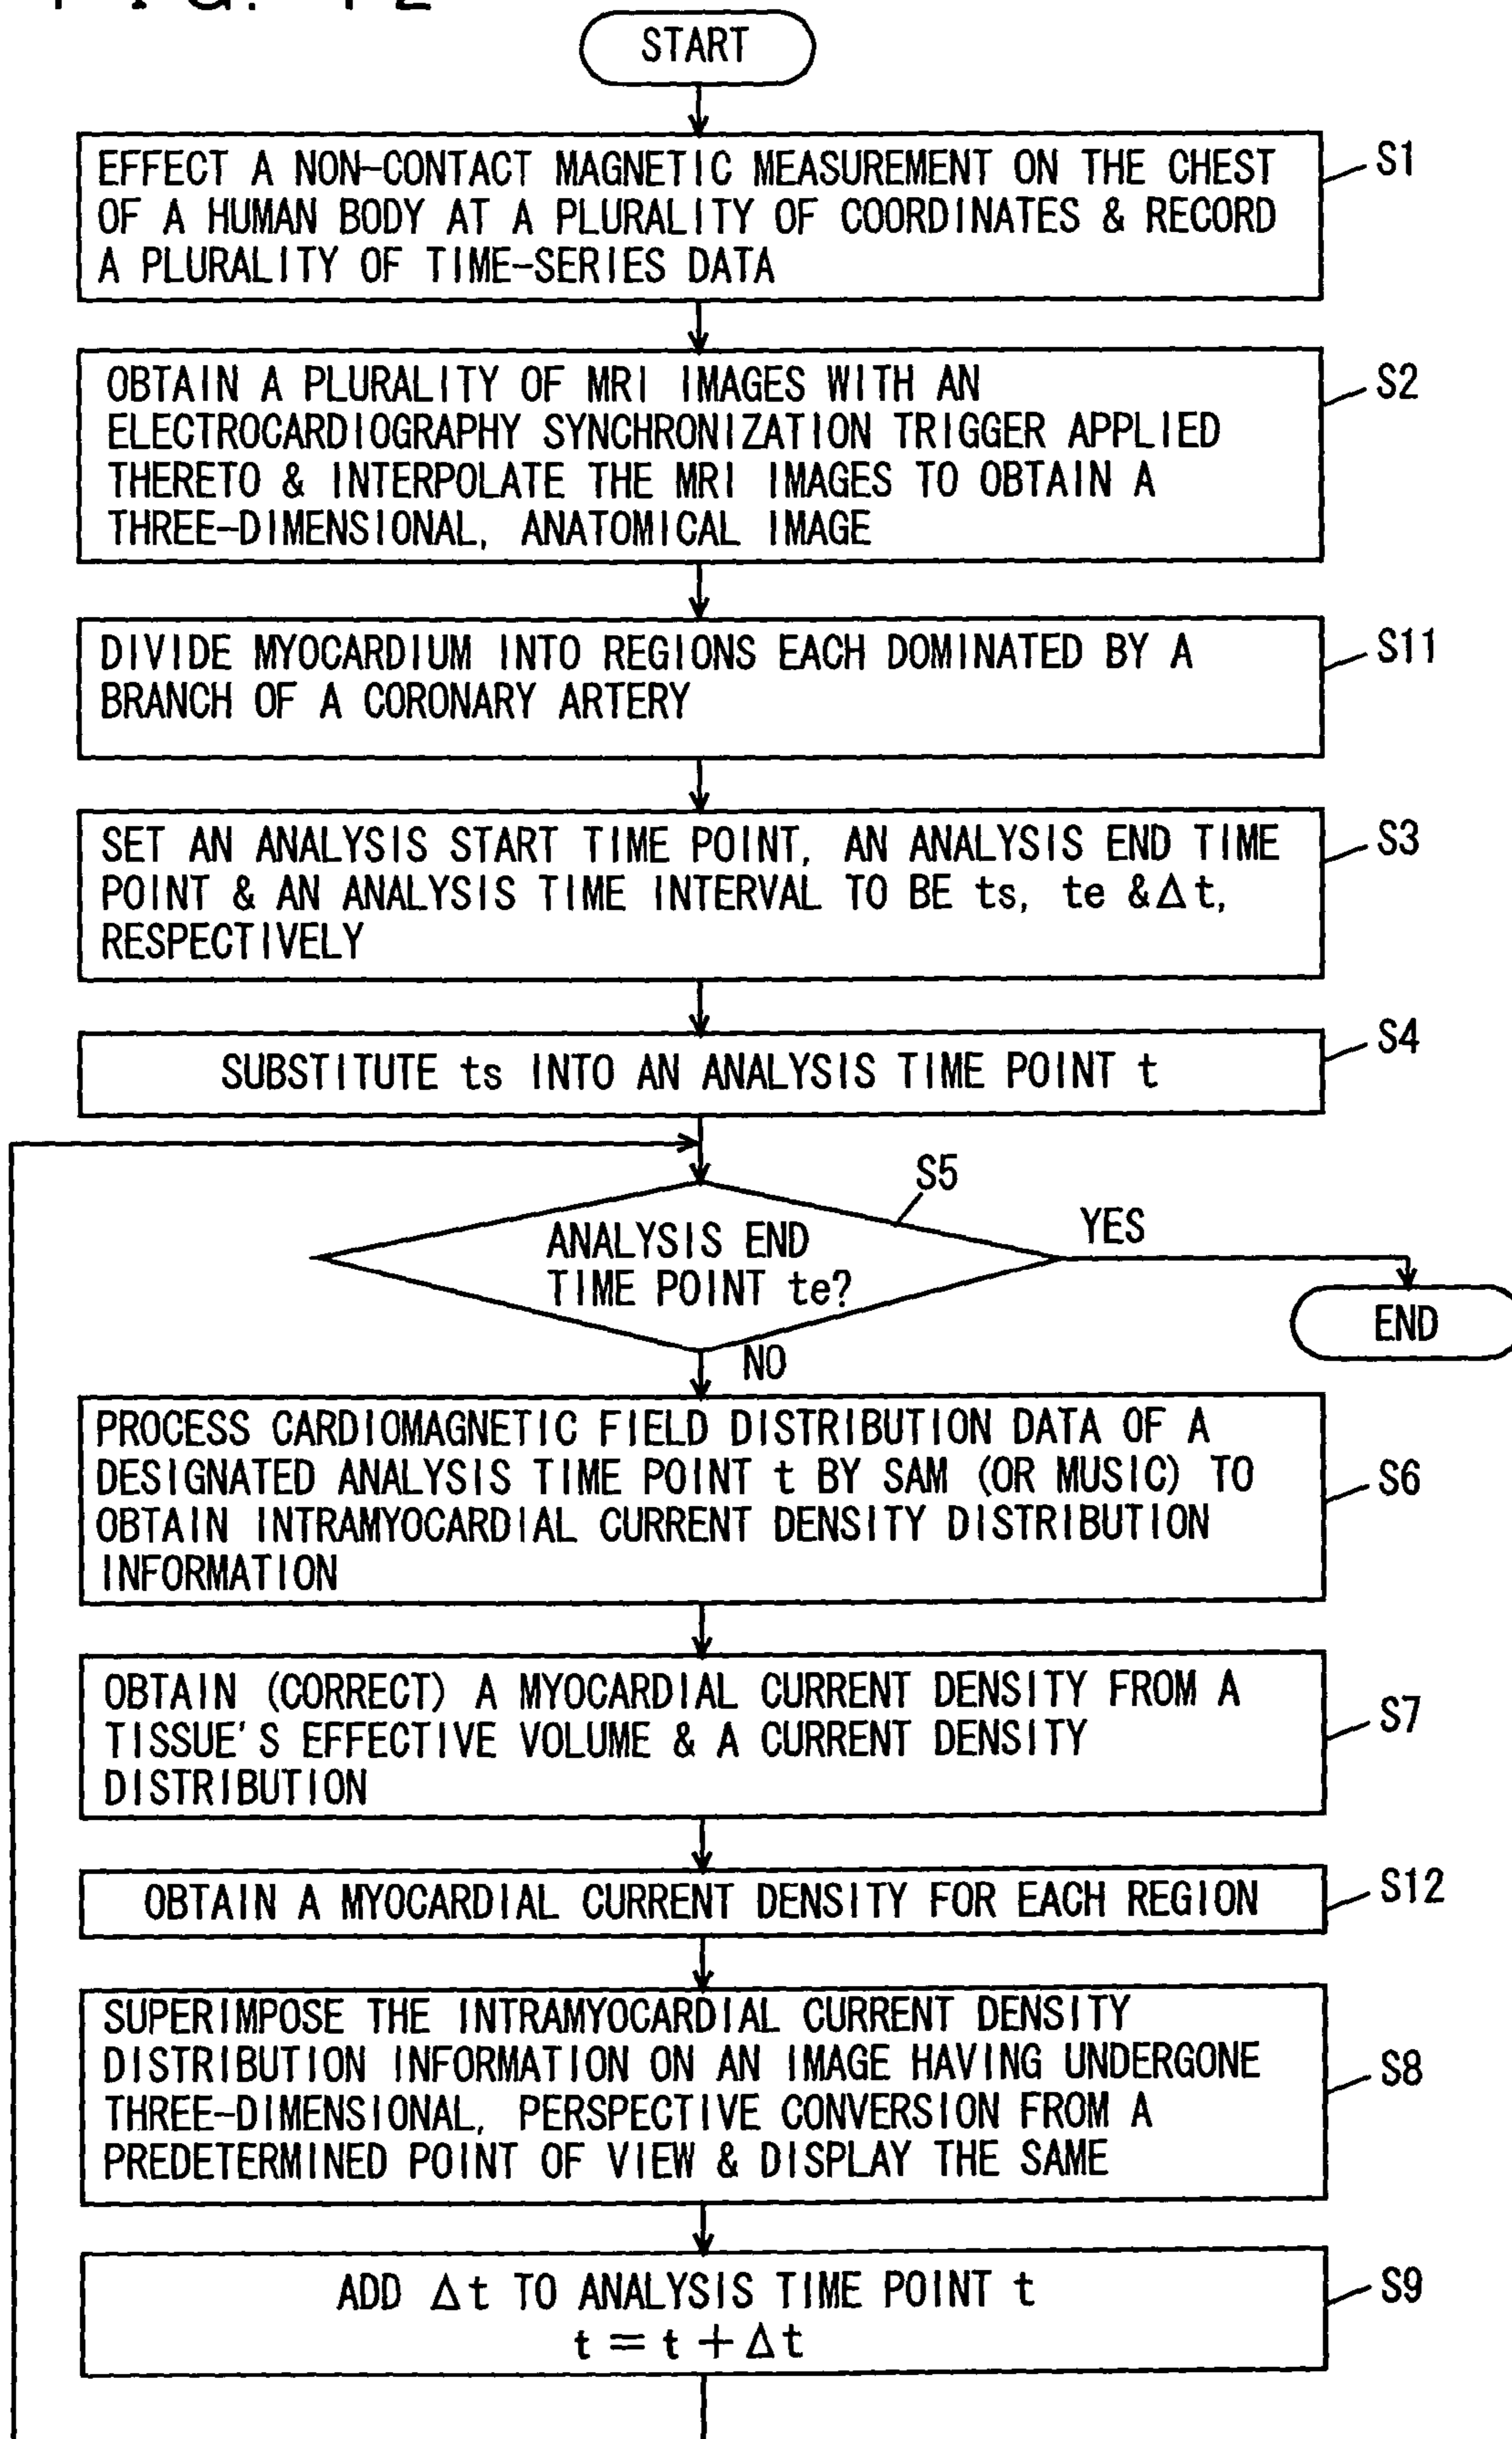 FIG. 12
START
EFFECT A NON-CONTACT MAGNETIC MEASUREMENT ON THE CHEST
OF A HUMAN BODY AT A PLURALITY OF COORDINATES & RECORD
A PLURALITY OF TIME-SERIES DATA
S1
OBTAIN A PLURALITY OF MRI IMAGES WITH AN
ELECTROCARDIOGRAPHY SYNCHRONIZATION TRIGGER APPLIED
THERETO & INTERPOLATE THE MRI IMAGES TO OBTAIN A
THREE-DIMENSIONAL, ANATOMICAL IMAGE
S2
DIVIDE MYOCARDIUM INTO REGIONS EACH DOMINATED BY A
BRANCH OF A CORONARY ARTERY
S11
SET AN ANALYSIS START TIME POINT, AN ANALYSIS END TIME
POINT & AN ANALYSIS TIME INTERVAL TO BE ts, te & Δt,
RESPECTIVELY
S3
SUBSTITUTE ts INTO AN ANALYSIS TIME POINT t
S4
S5
ANALYSIS END
TIME POINT te?
YES
END
NO
PROCESS CARDIOMAGNETIC FIELD DISTRIBUTION DATA OF A
DESIGNATED ANALYSIS TIME POINT t BY SAM (OR MUSIC) TO
OBTAIN INTRAMYOCARDIAL CURRENT DENSITY DISTRIBUTION
INFORMATION
S6
OBTAIN (CORRECT) A MYOCARDIAL CURRENT DENSITY FROM A
TISSUE'S EFFECTIVE VOLUME & A CURRENT DENSITY
DISTRIBUTION
S7
OBTAIN A MYOCARDIAL CURRENT DENSITY FOR EACH REGION
S12
SUPERIMPOSE THE INTRAMYOCARDIAL CURRENT DENSITY
DISTRIBUTION INFORMATION ON AN IMAGE HAVING UNDERGONE
THREE-DIMENSIONAL, PERSPECTIVE CONVERSION FROM A
PREDETERMINED POINT OF VIEW & DISPLAY THE SAME
S8
ADD Δt TO ANALYSIS TIME POINT t
t = t + Δt
S9